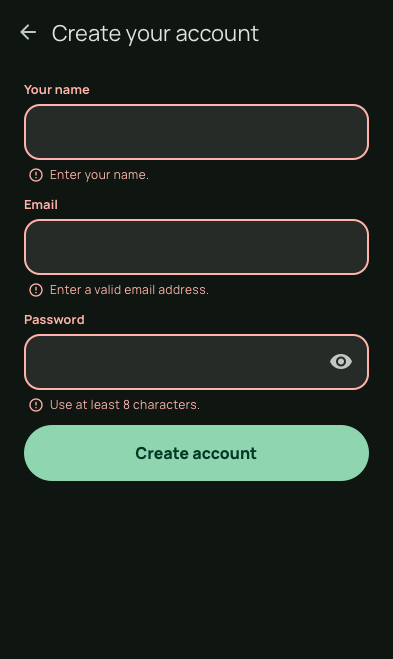 Create your account
Your name
Enter your name.
Email
Enter a valid email address.
Password
Use at least 8 characters.
Create account